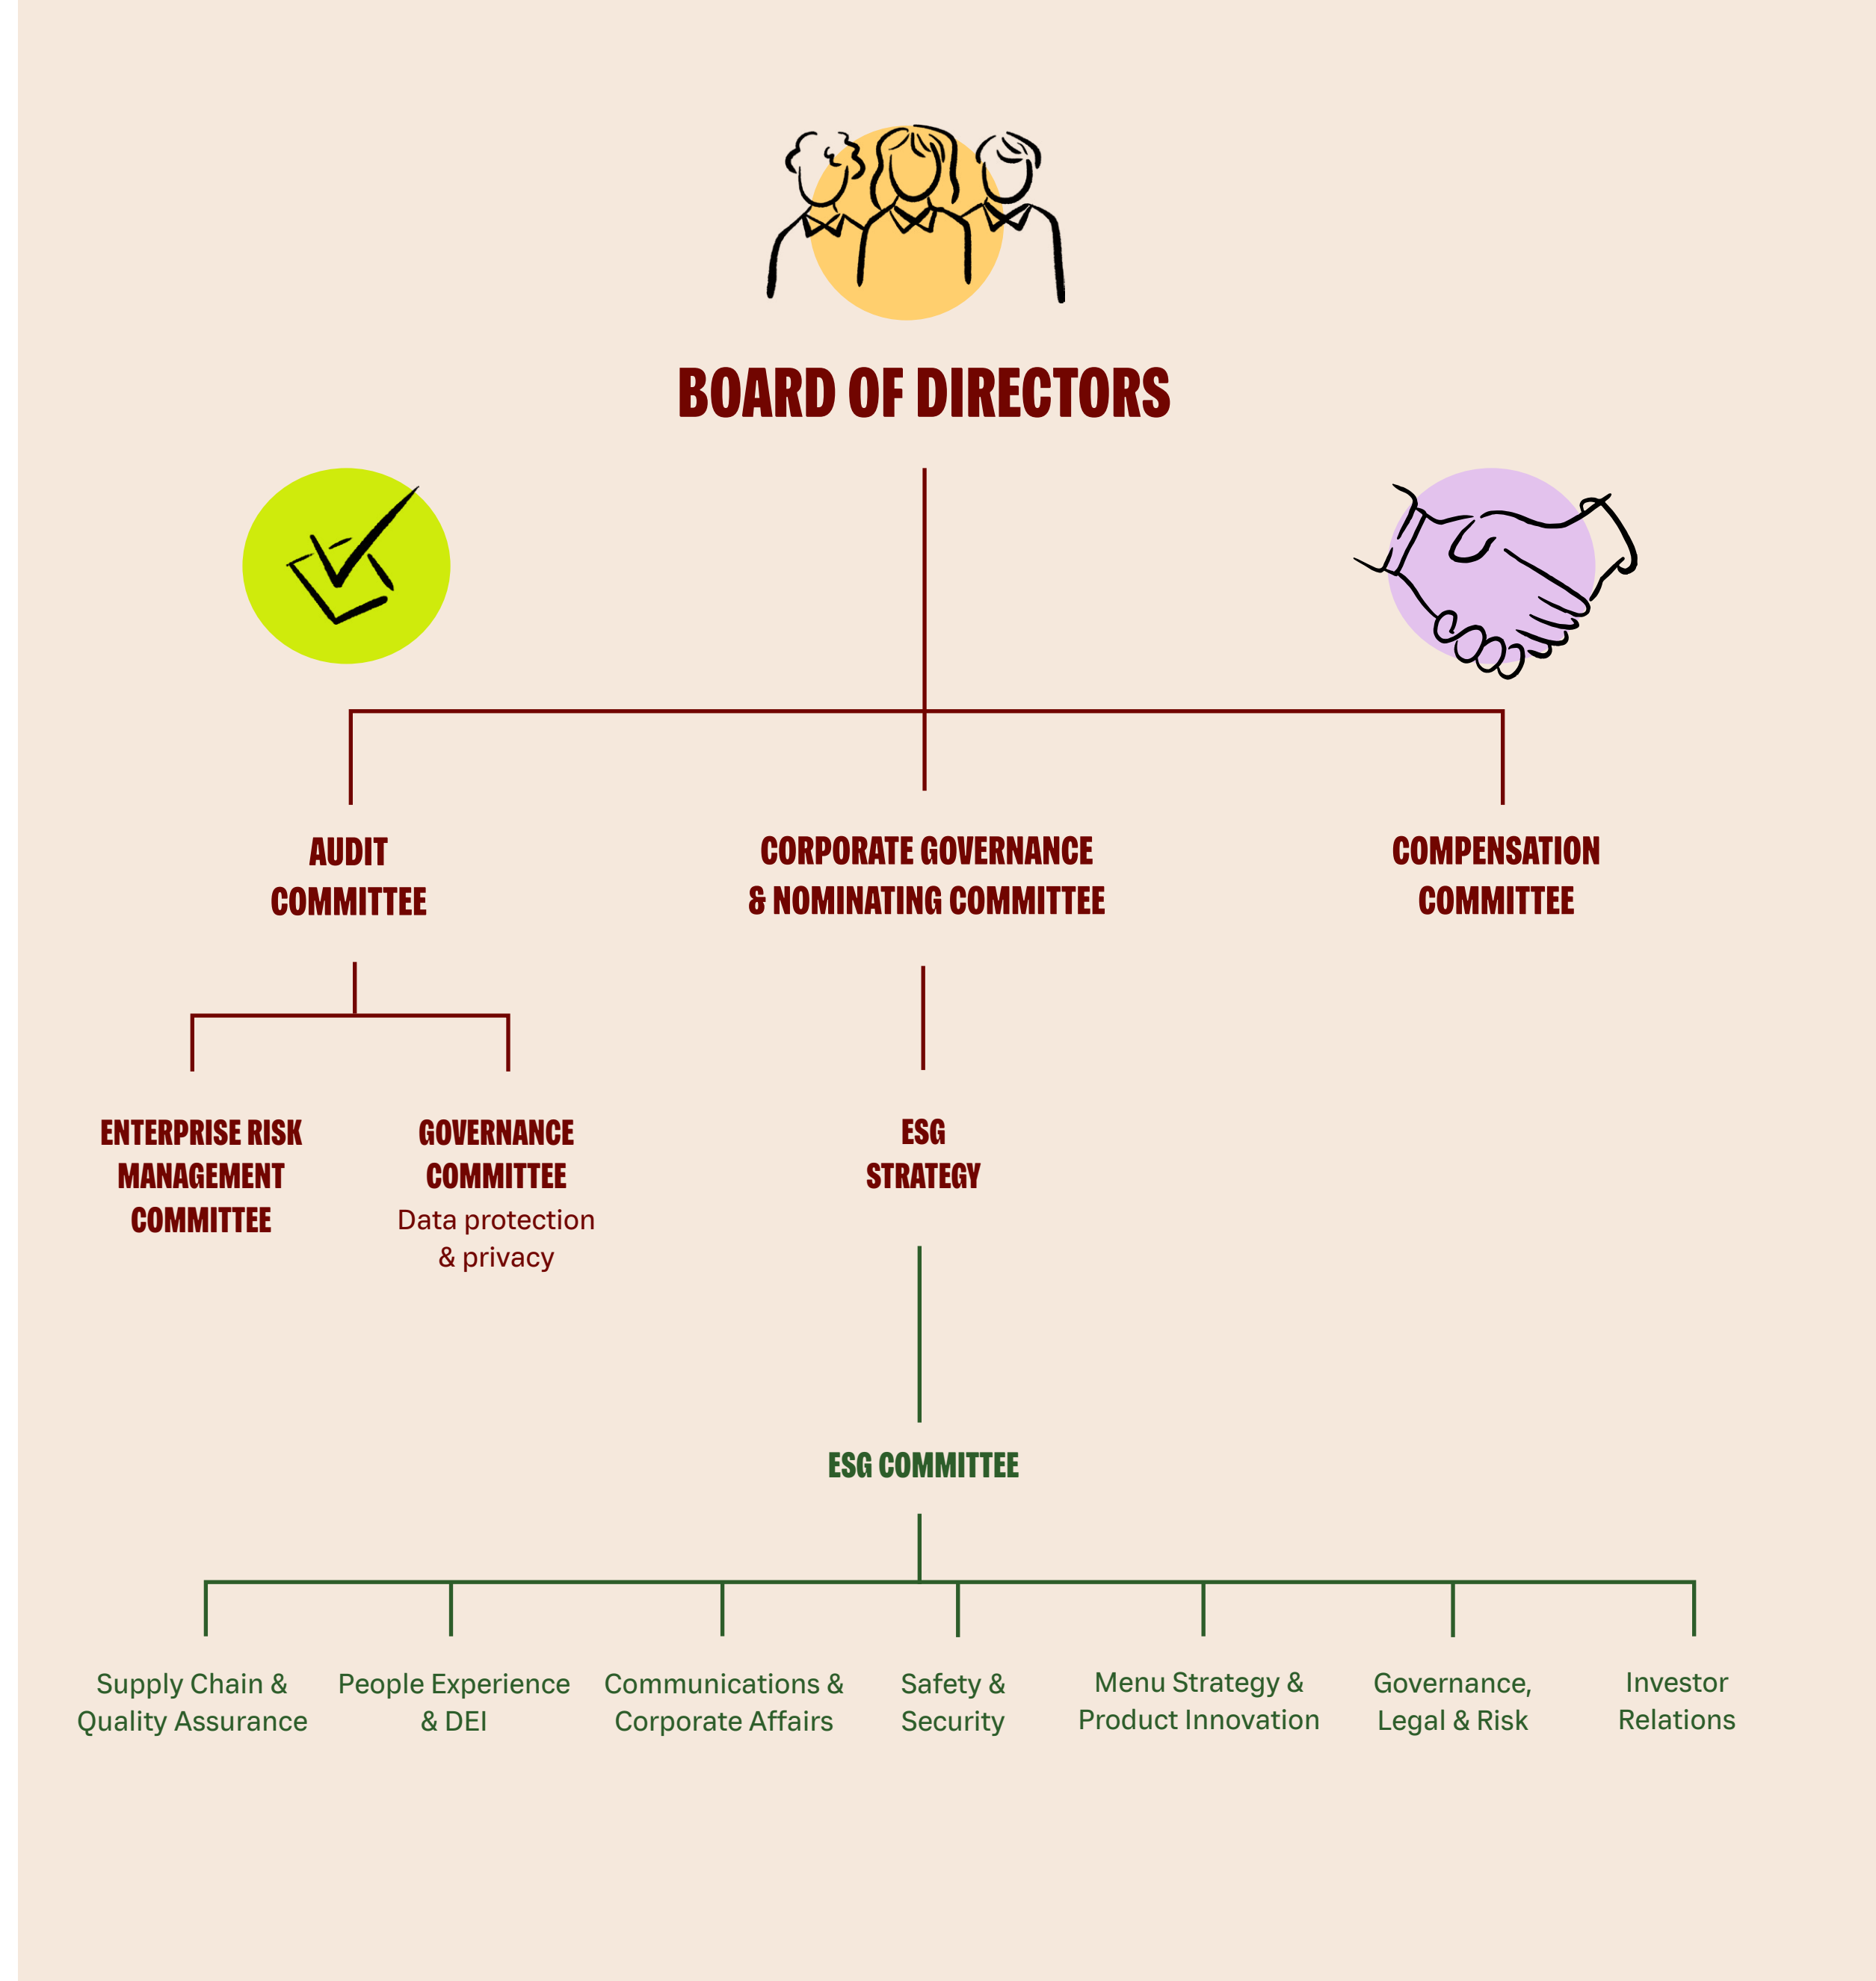 BOARD OF DIRECTORS
AUDIT
COMMITTEE
CORPORATE GOVERNANCE
& NOMINATING COMMITTEE
COMPENSATION
COMMITTEE
ENTERPRISE RISK
MANAGEMENT
COMMITTEE
GOVERNANCE
COMMITTEE
Data protection
& privacy
ESG
STRATEGY
ESG COMMITTEE
Supply Chain &
Quality Assurance
People Experience
& DEI
Communications &
Corporate Affairs
Safety &
Security
Menu Strategy &
Product Innovation
Governance,
Legal & Risk
Investor
Relations